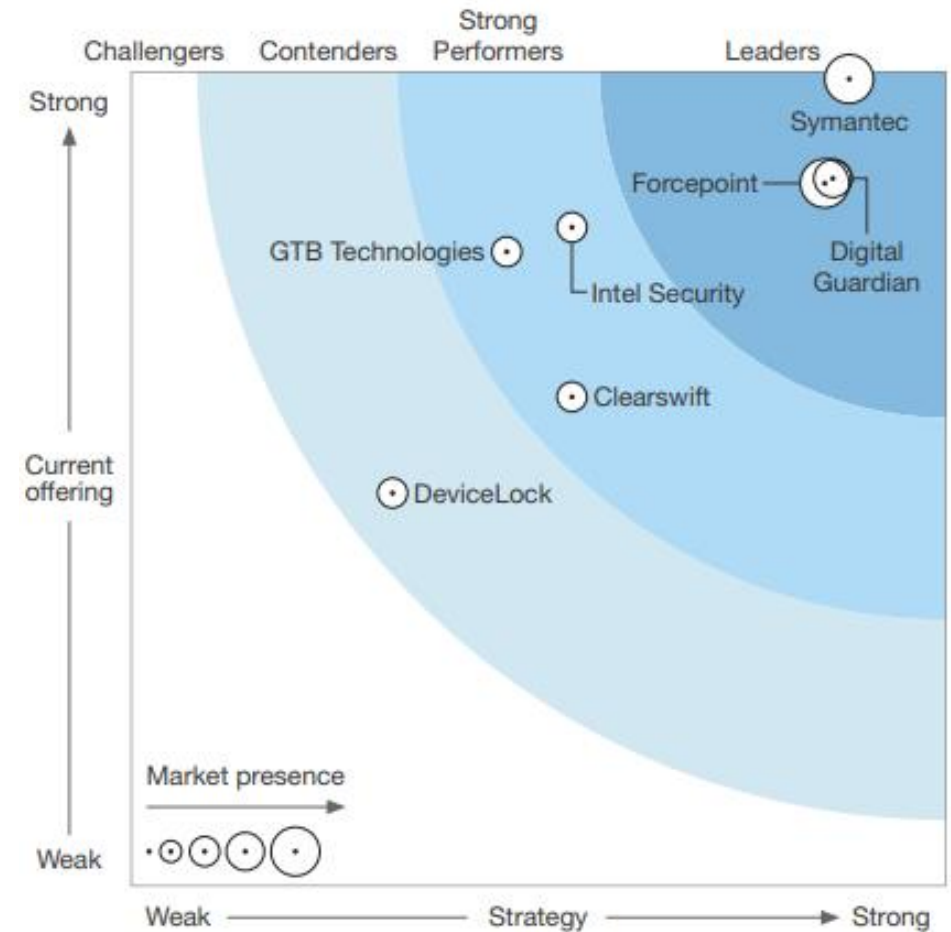 Challengers
Contenders
Strong
Performers
Leaders
Strong
Symantec
Forcepoint
Digital
Guardian
GTB Technologies
Intel Security
Clearswift
Current
offering
DeviceLock
Market presence
Weak
Weak
Strategy
Strong